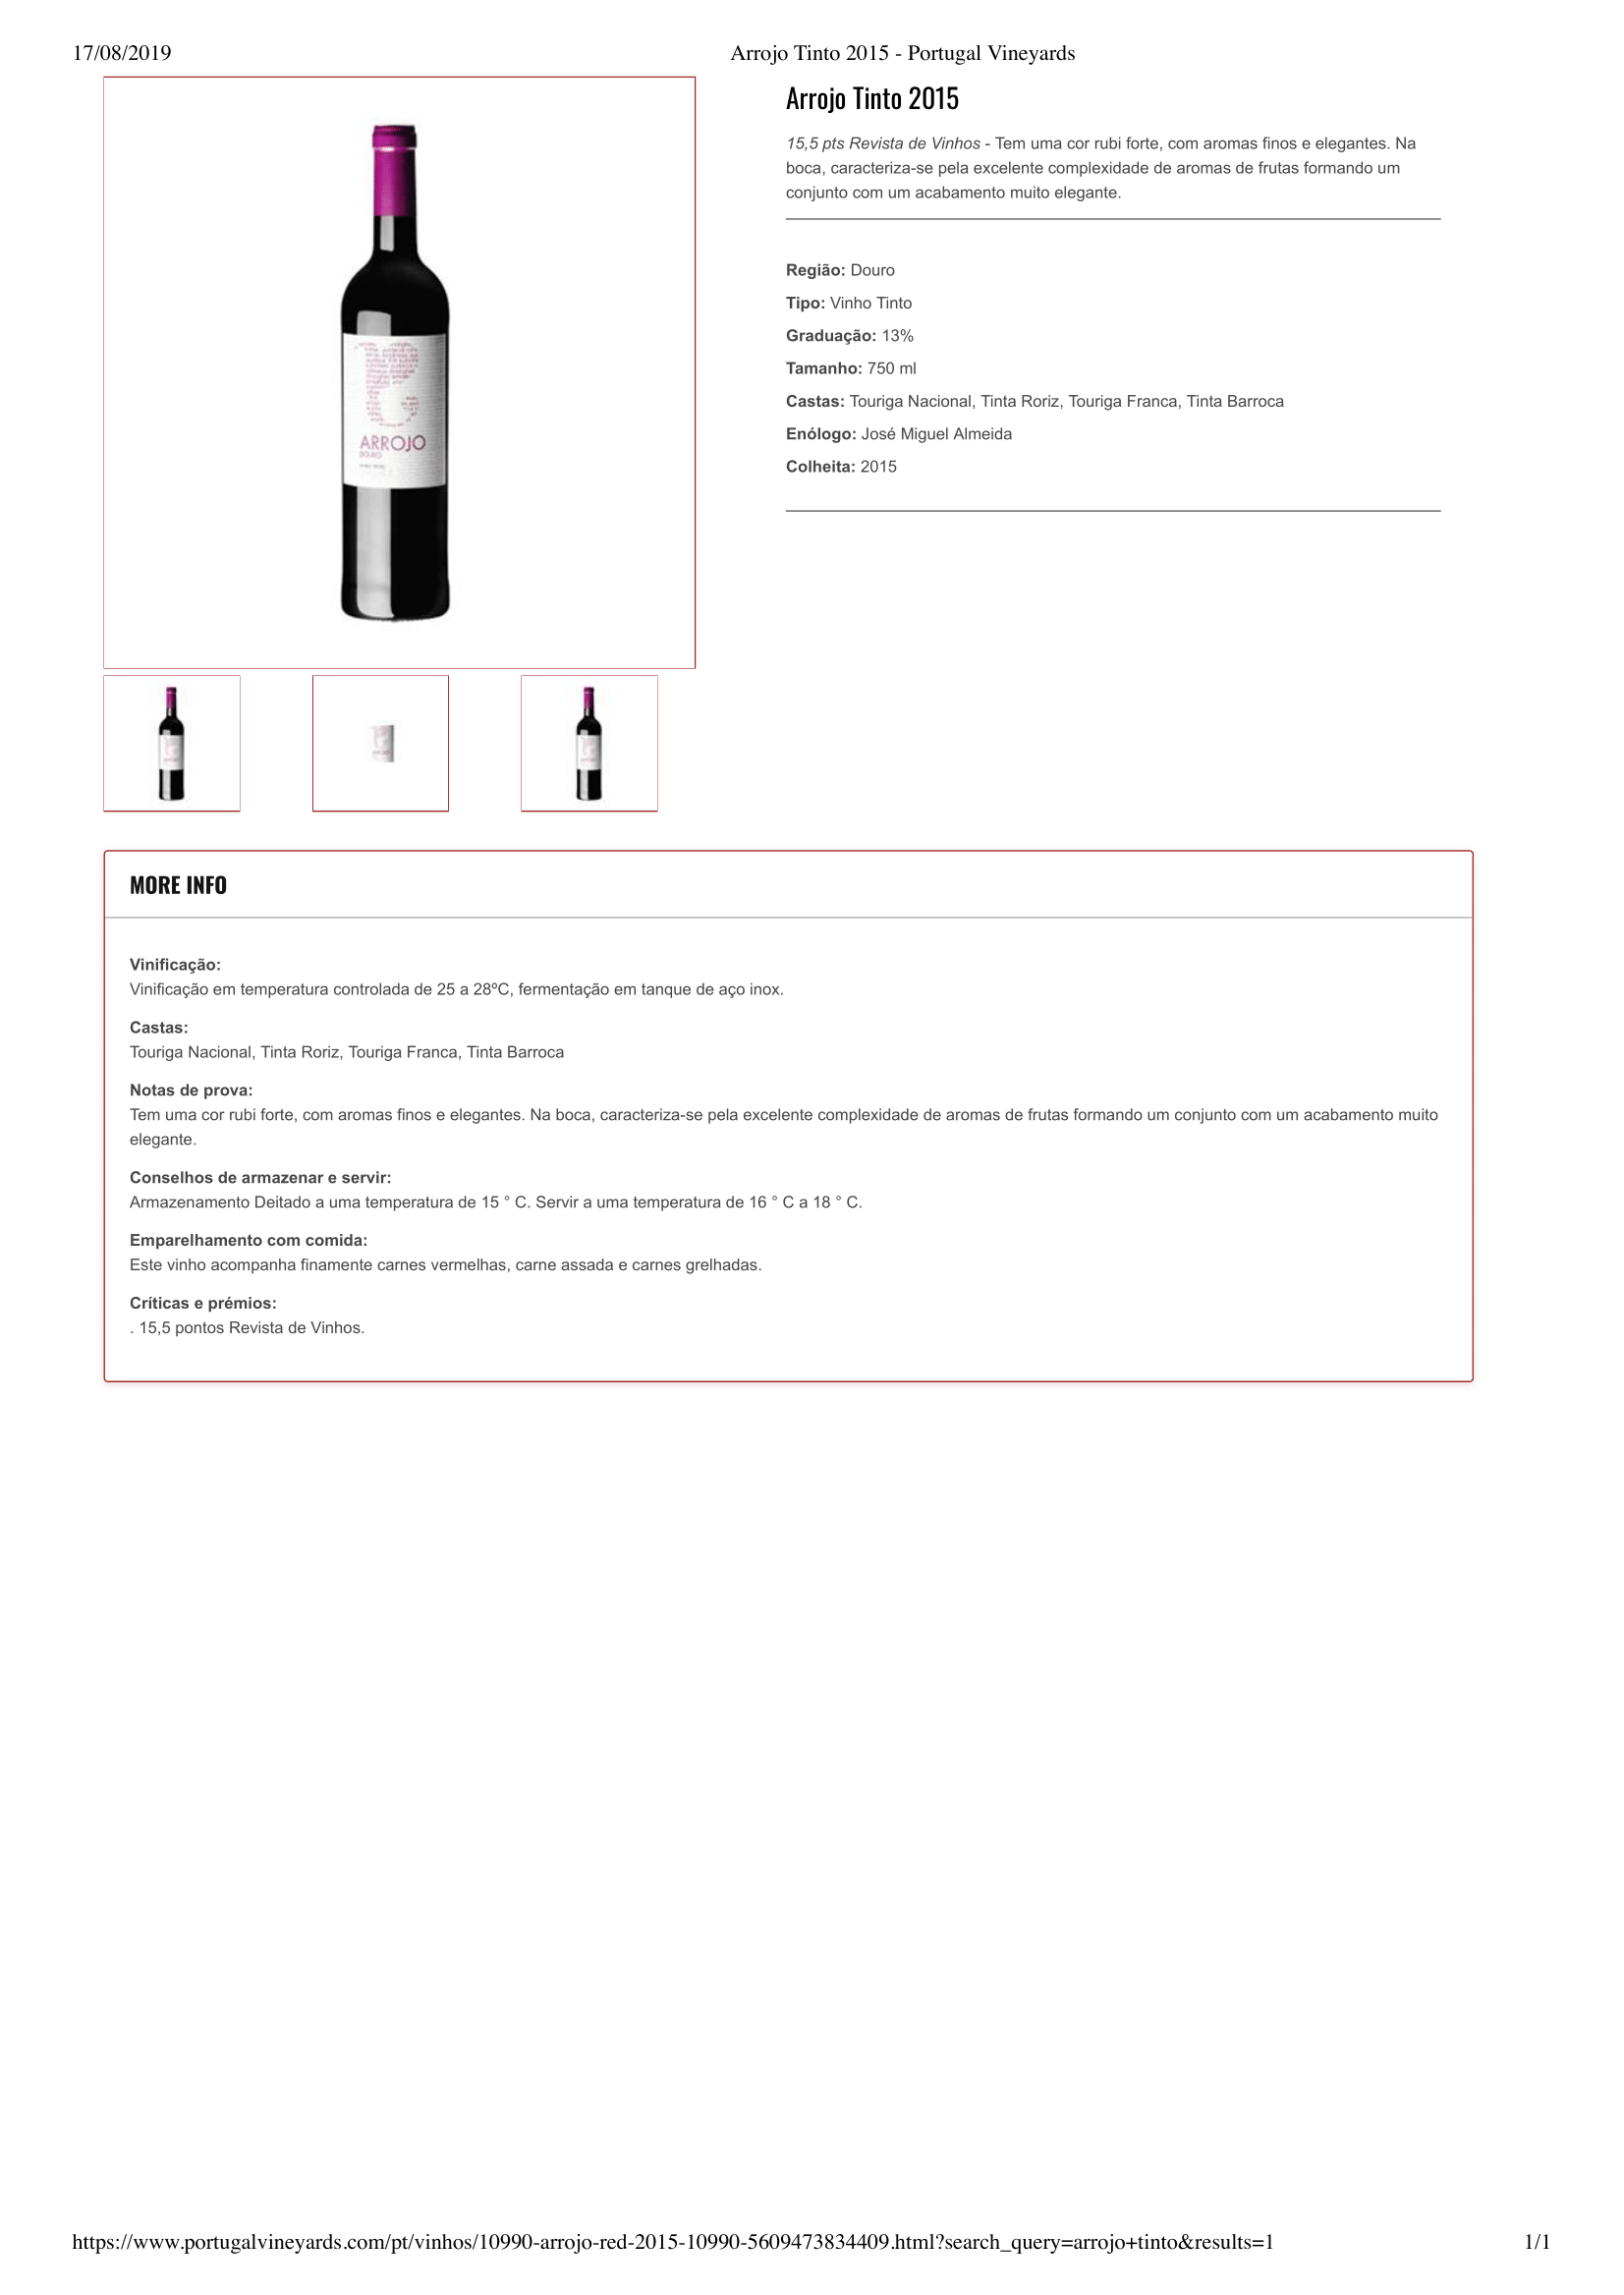 17/08/2019
Arrojo Tinto 2015 - Portugal Vineyards
ARROJO
DOURO
Arrojo Tinto 2015
15,5 pts Revista de Vinhos - Tem uma cor rubi forte, com aromas finos e elegantes. Na
boca, caracteriza-se pela excelente complexidade de aromas de frutas formando um
conjunto com um acabamento muito elegante.
Região: Douro
Tipo: Vinho Tinto
Graduação: 13%
Tamanho: 750 ml
Castas: Touriga Nacional, Tinta Roriz, Touriga Franca, Tinta Barroca
Enólogo: José Miguel Almeida
Colheita: 2015
MORE INFO
Vinificação:
Vinificação em temperatura controlada de 25 a 28ºC, fermentação em tanque de aço inox.
Castas:
Touriga Nacional, Tinta Roriz, Touriga Franca, Tinta Barroca
Notas de prova:
Tem uma cor rubi forte, com aromas finos e elegantes. Na boca, caracteriza-se pela excelente complexidade de aromas de frutas formando um conjunto com um acabamento muito
elegante.
Conselhos de armazenar e servir:
Armazenamento Deitado a uma temperatura de 15 ° C. Servir a uma temperatura de 16 ° C a 18 ° C.
Emparelhamento com comida:
Este vinho acompanha finamente carnes vermelhas, carne assada e carnes grelhadas.
Críticas e prémios:
. 15,5 pontos Revista de Vinhos.
https://www.portugalvineyards.com/pt/vinhos/10990-arrojo-red-2015-10990-5609473834409.html?search_query=arrojo+tinto&results=1
1/1